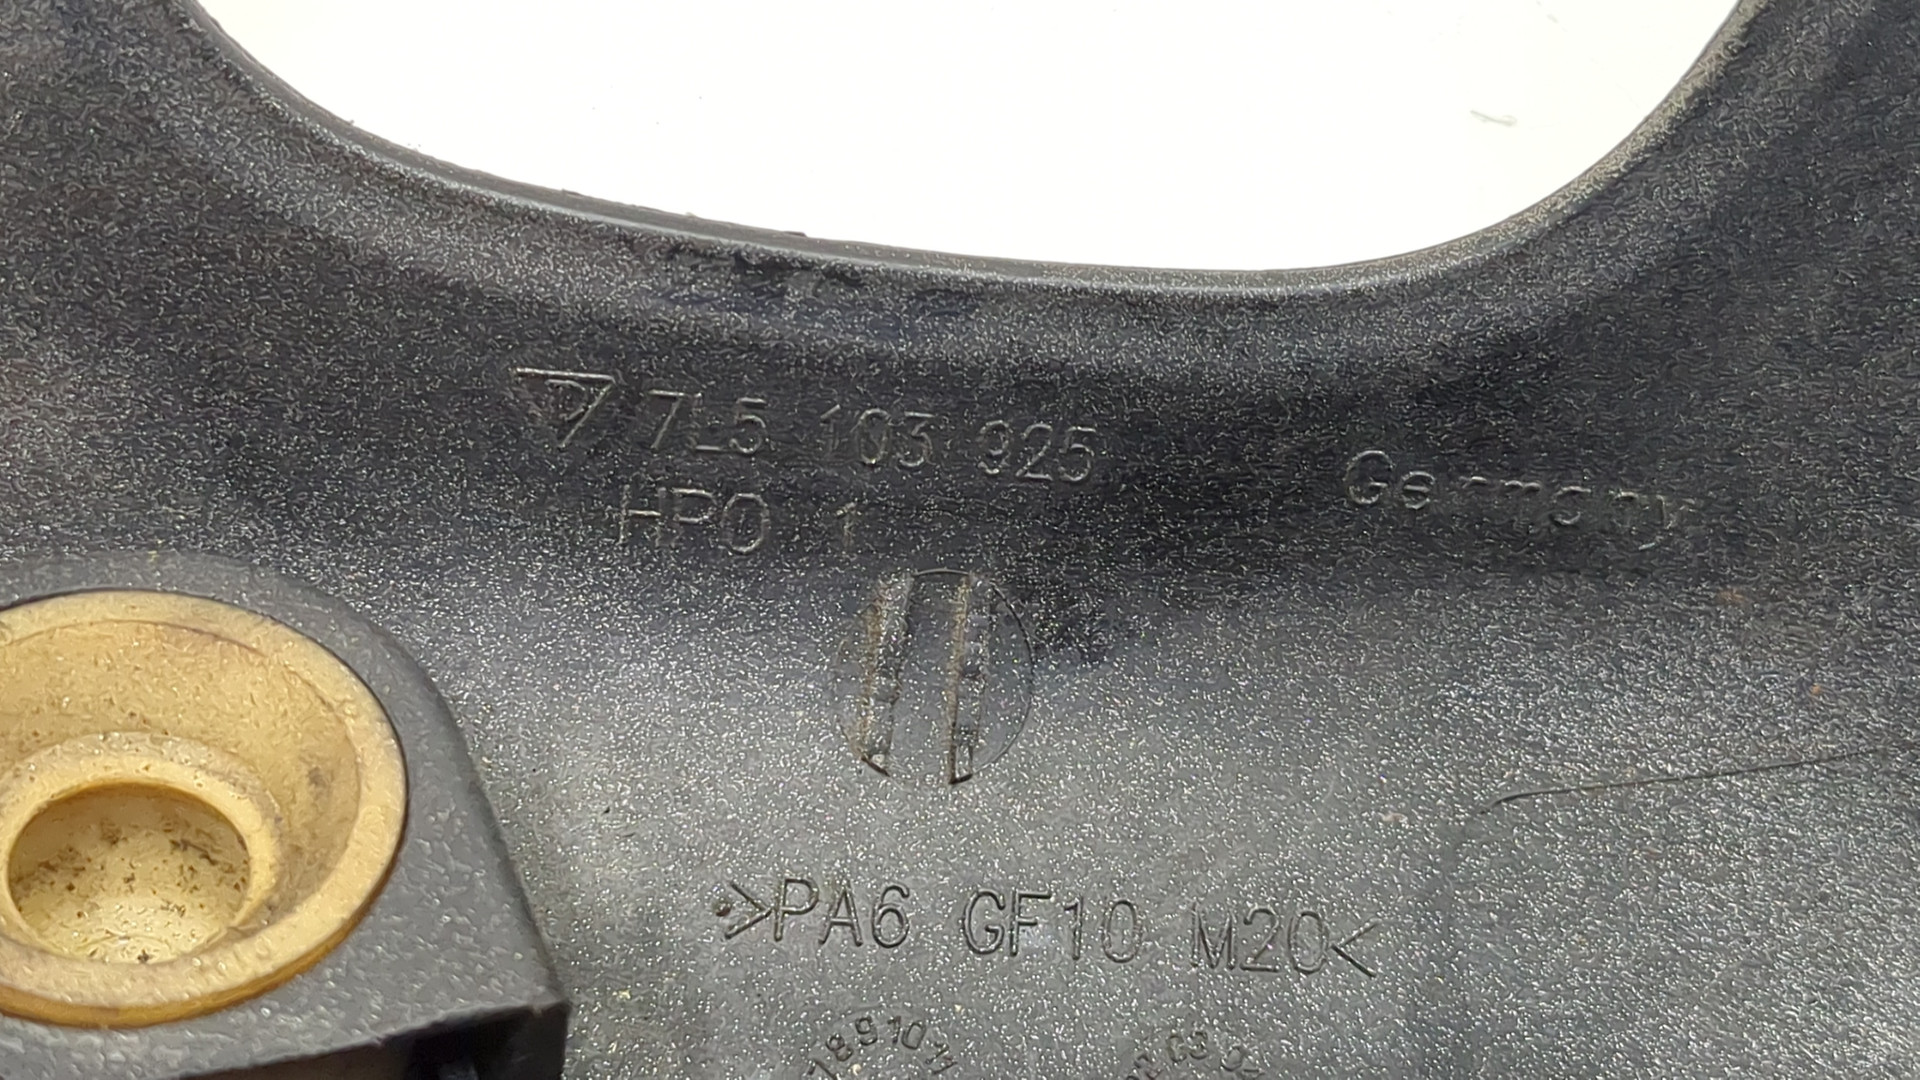 7L5 103 925
HPO 1
Germany
>PA6 GF10 M20<